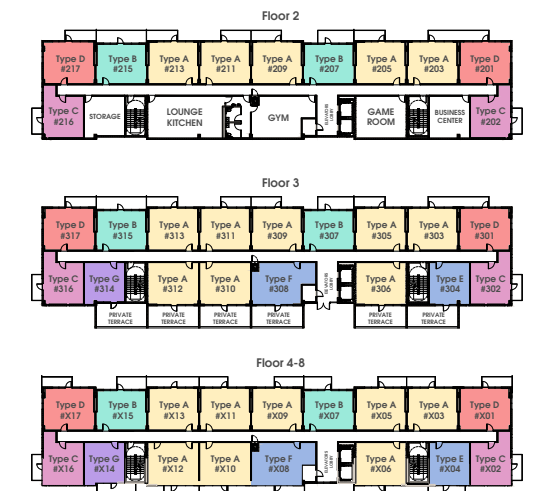 Floor 2
Type D #217
Type B #215
Type A #213
Type A #211
Type A #209
Type B #207
Type A #205
Type A #203
Type D #201
Type C #216
STORAGE
LOUNGE KITCHEN
GYM
ELEVATORS LOBBY
GAME ROOM
BUSINESS CENTER
Type C #202
Floor 3
Type D #317
Type B #315
Type A #313
Type A #311
Type A #309
Type B #307
Type A #305
Type A #303
Type D #301
Type C #316
Type G #314
Type A #312
Type A #310
Type F #308
ELEVATORS LOBBY
Type A #306
Type E #304
Type C #302
PRIVATE TERRACE
PRIVATE TERRACE
PRIVATE TERRACE
PRIVATE TERRACE
PRIVATE TERRACE
PRIVATE TERRACE
Floor 4-8
Type D #X17
Type B #X15
Type A #X13
Type A #X11
Type A #X09
Type B #X07
Type A #X05
Type A #X03
Type D #X01
Type C #X16
Type G #X14
Type A #X12
Type A #X10
Type F #X08
ELEVATORS LOBBY
Type A #X06
Type E #X04
Type C #X02